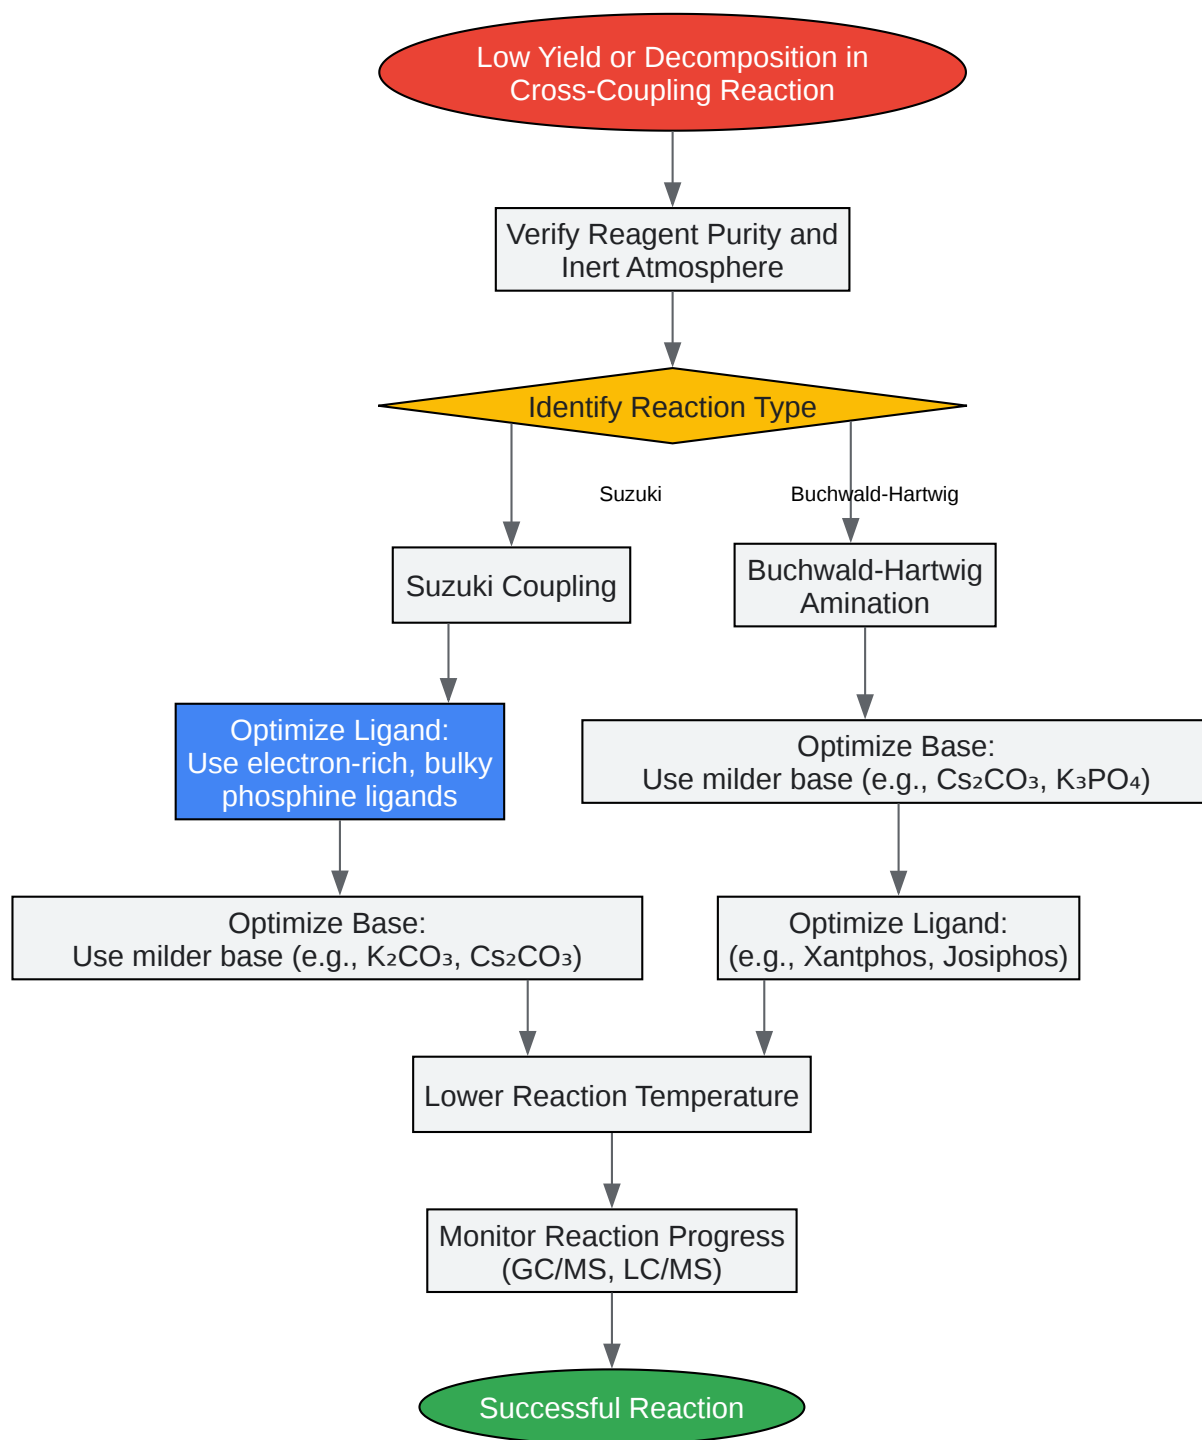 Low Yield or Decomposition in
Cross-Coupling Reaction
Verify Reagent Purity and
Inert Atmosphere
Identify Reaction Type
Suzuki
Buchwald-Hartwig
Suzuki Coupling
Buchwald-Hartwig
Amination
Optimize Ligand:
Use electron-rich, bulky
phosphine ligands
Optimize Base:
Use milder base (e.g., Cs₂CO₃, K₃PO₄)
Optimize Base:
Use milder base (e.g., K₂CO₃, Cs₂CO₃)
Optimize Ligand:
(e.g., Xantphos, Josiphos)
Lower Reaction Temperature
Monitor Reaction Progress
(GC/MS, LC/MS)
Successful Reaction